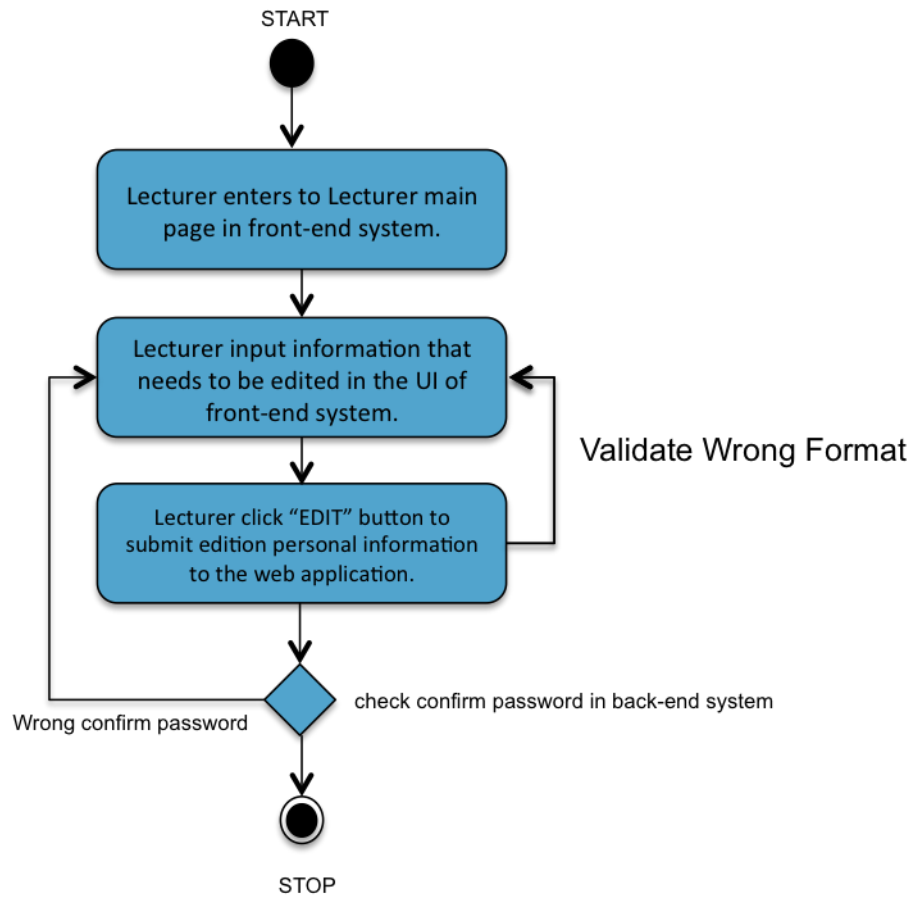 START
Lecturer enters to Lecturer main
page in front-end system.
Lecturer input information that
needs to be edited in the UI of
front-end system.
Validate Wrong Format
Lecturer click “EDIT” button to
submit edition personal information
to the web application.
check confirm password in back-end system
Wrong confirm password
STOP